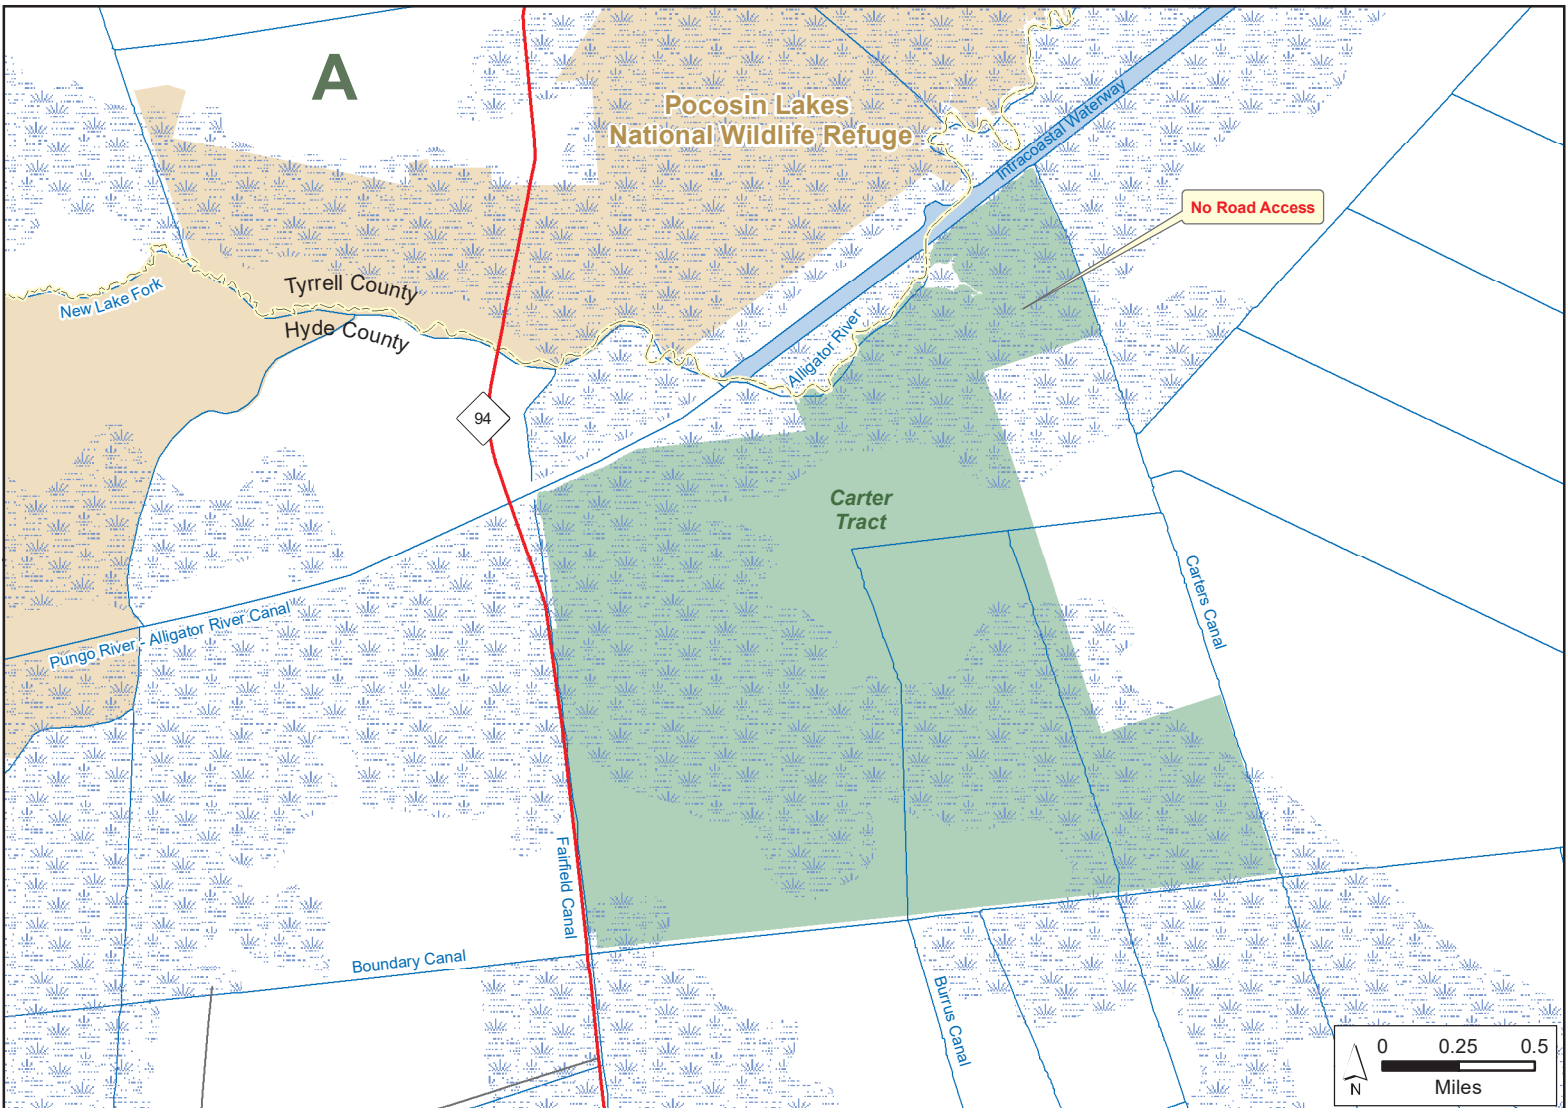 A
Pocosin Lakes
National Wildlife Refuge
Intracoastal Waterway
No Road Access
Tyrrell County
New Lake Fork
Hyde County
Alligator River
94
Carter
Tract
Carters Canal
Pungo River - Alligator River Canal
Fairfield Canal
Boundary Canal
Burrus Canal
0 0.25 0.5
Miles
N